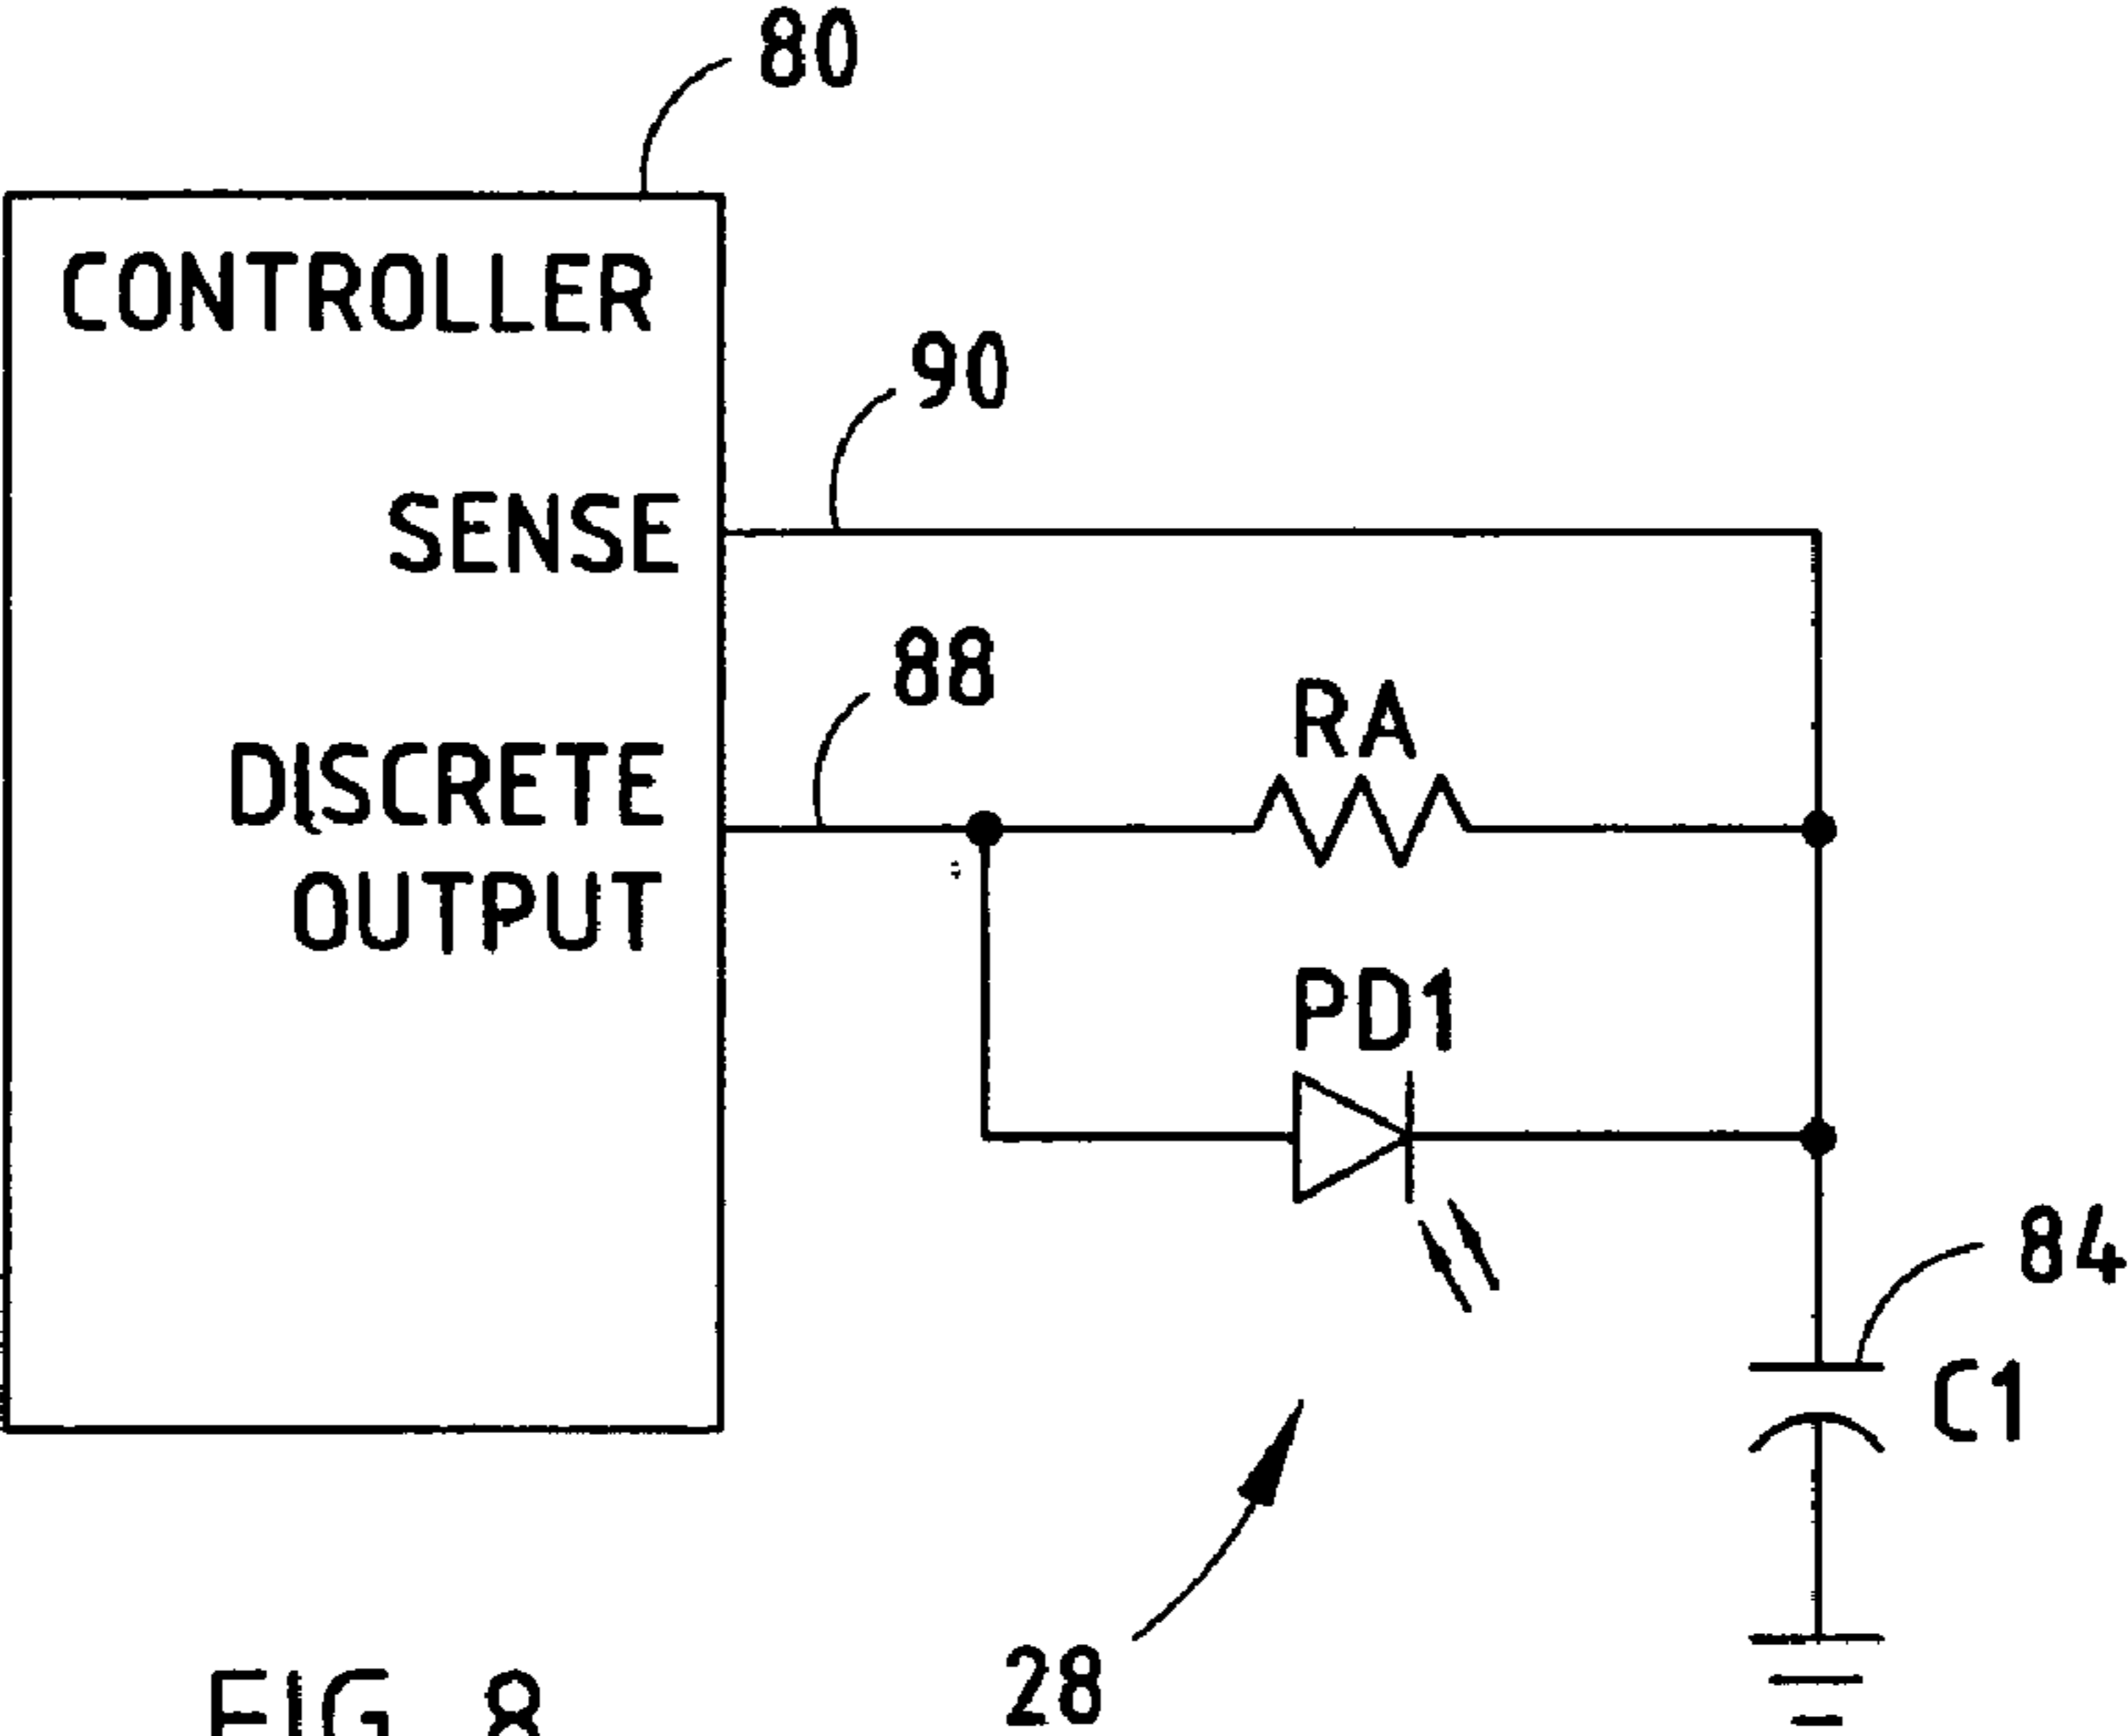 80
CONTROLLER
90
SENSE
88
RA
DISCRETE
OUTPUT
PD1
84
C1
28
FIG. 8